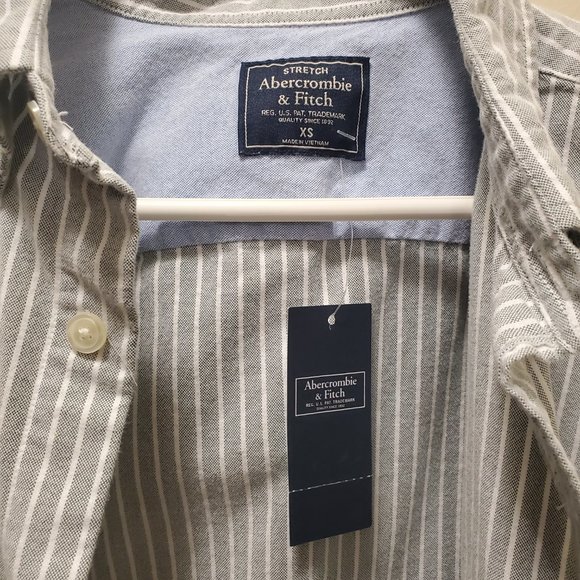 STRETCH
Abercrombie
& Fitch
REG. U.S. PAT. TRADEMARK
QUALITY SINCE 1892
XS
MADE IN VIETNAM
Abercrombie
& Fitch
REG. U.S. PAT. TRADEMARK
QUALITY SINCE 1892